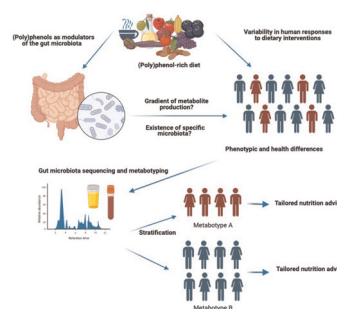 (Poly)phenols as modulators
of the gut microbiota
Variability in human responses
to dietary interventions
(Poly)phenol-rich diet
Gradient of metabolite
production?
Existence of specific
microbiota?
Phenotypic and health differences
Gut microbiota sequencing and metabotyping
Stratification
Metabotype A
Tailored nutrition advi
Metabotype B
Tailored nutrition advi